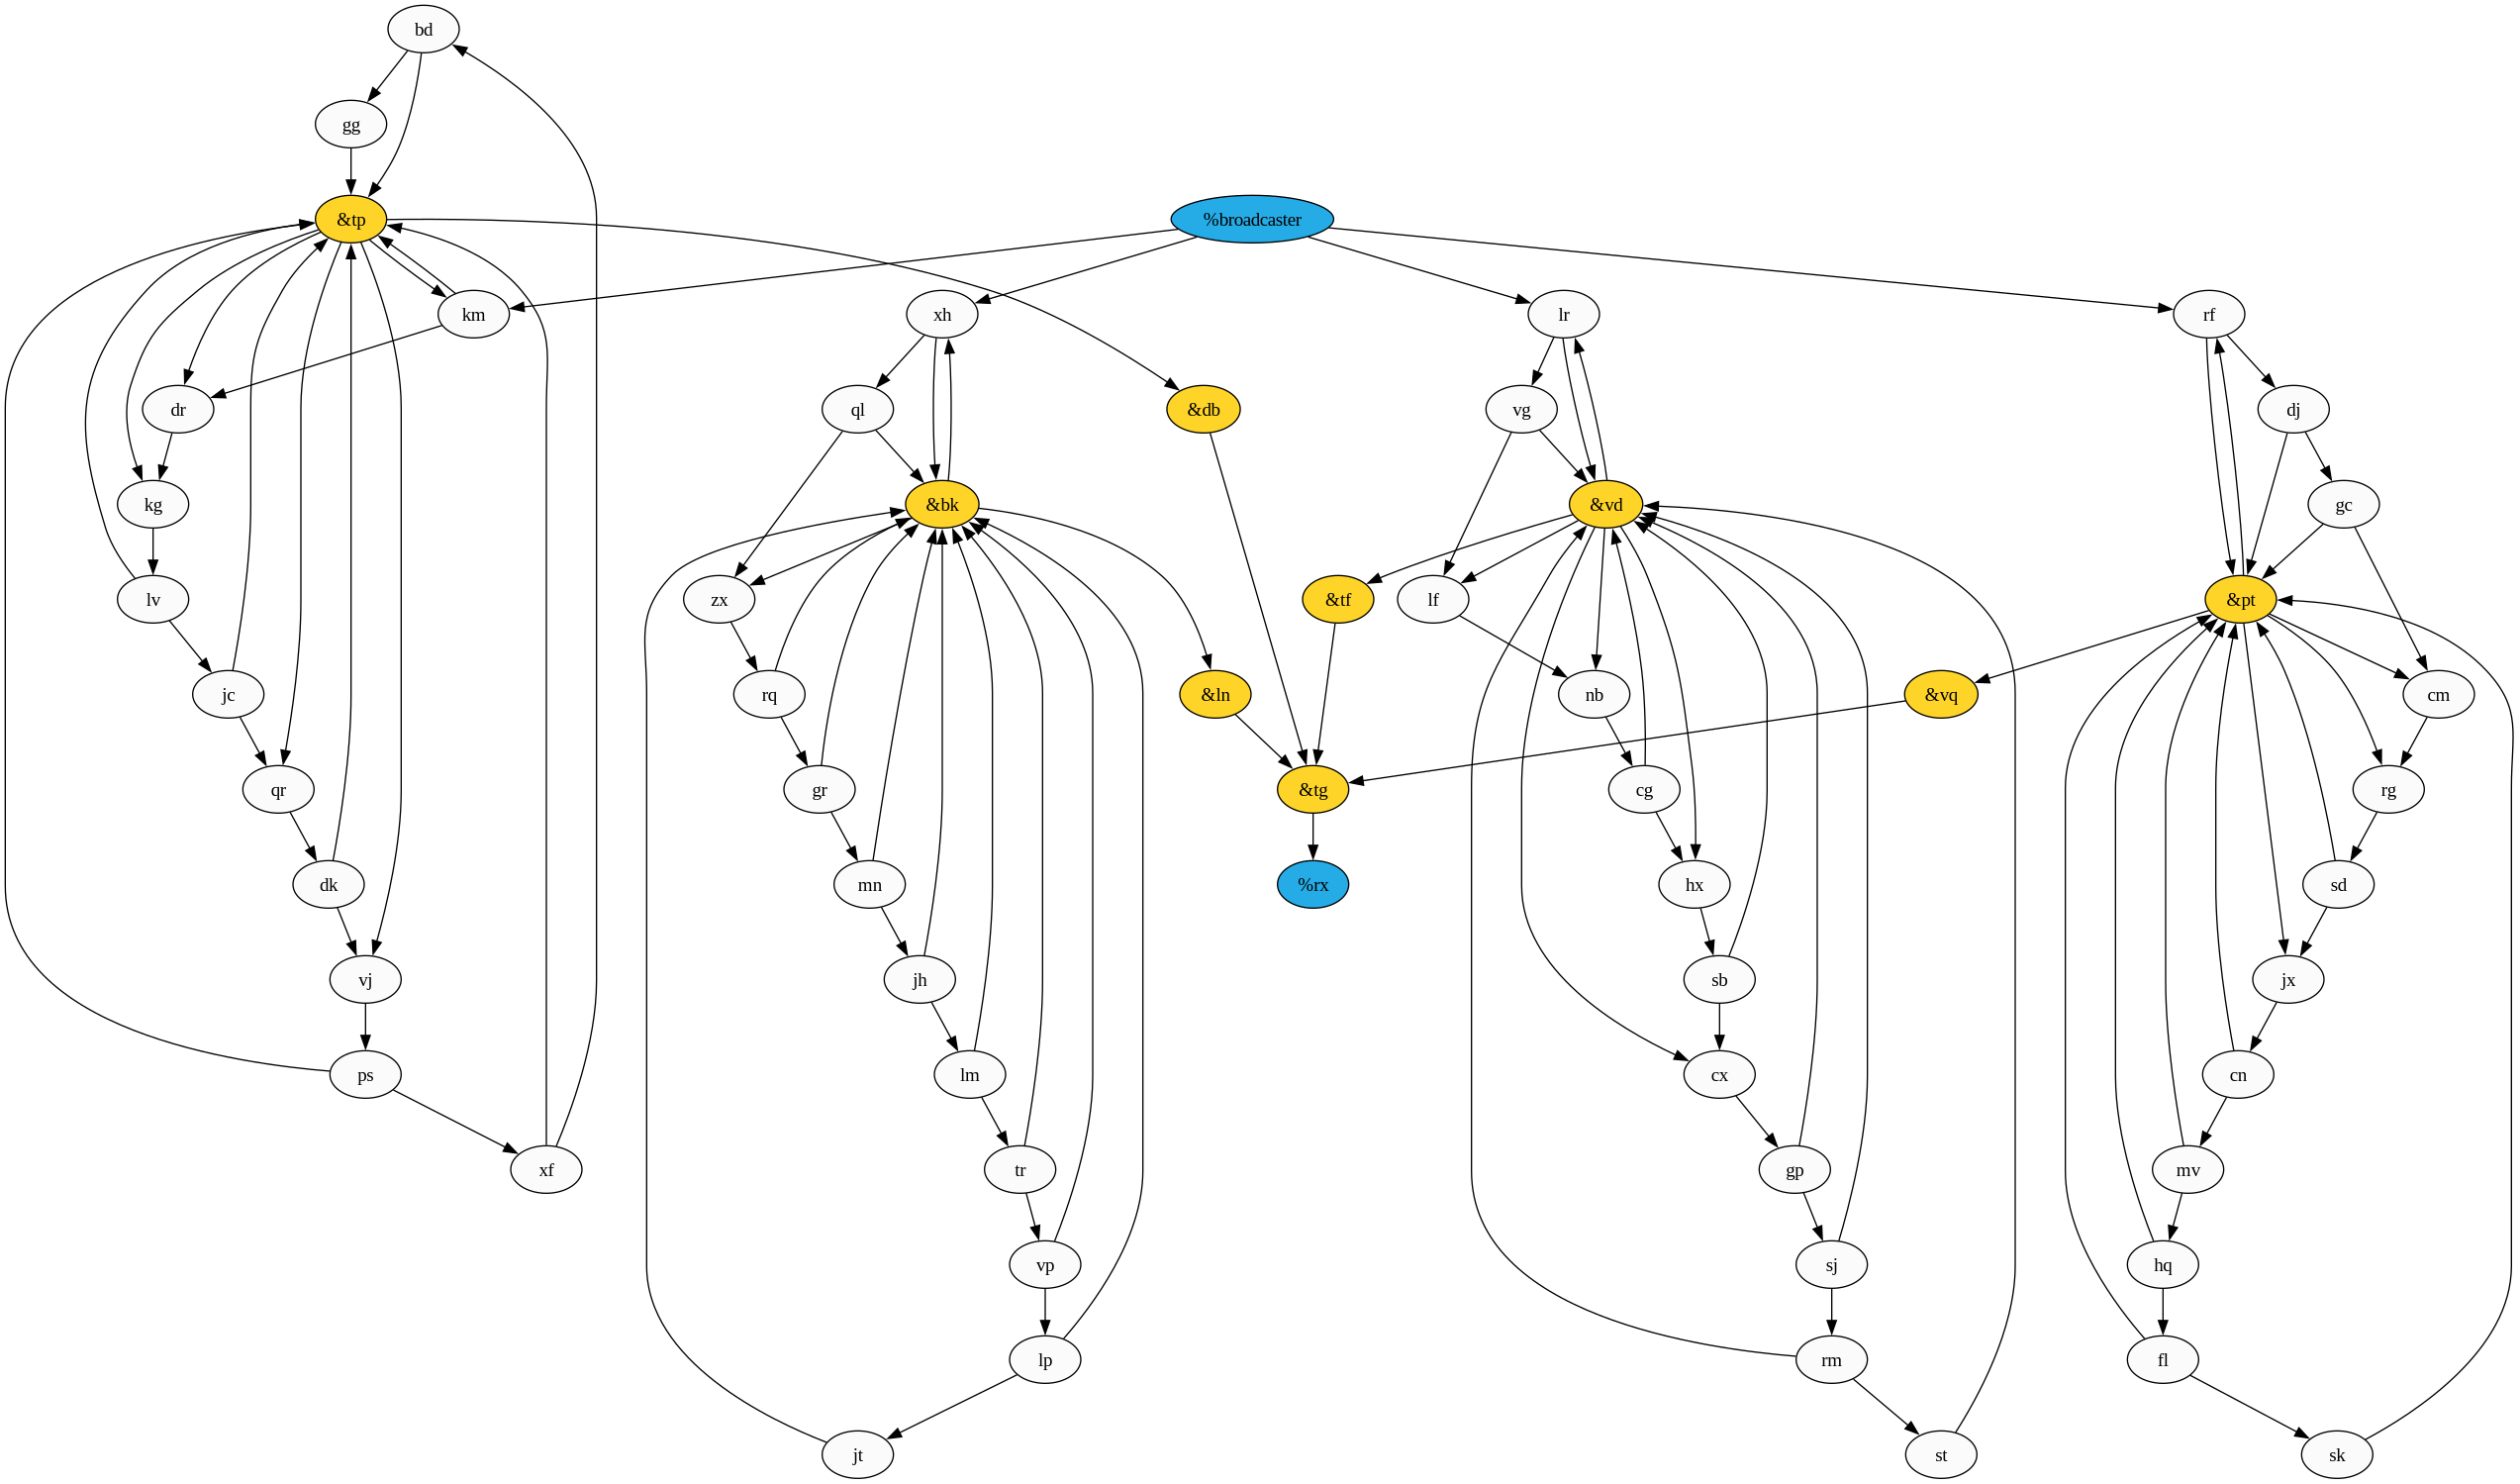 bd
gg
&tp
%broadcaster
km
xh
lr
rf
dr
ql
&db
vg
dj
kg
&bk
&vd
gc
lv
zx
&tf
lf
&pt
jc
rq
&ln
nb
&vq
cm
qr
gr
&tg
cg
rg
dk
mn
%rx
hx
sd
vj
jh
sb
jx
ps
lm
cx
cn
xf
tr
gp
mv
vp
sj
hq
lp
rm
fl
jt
st
sk